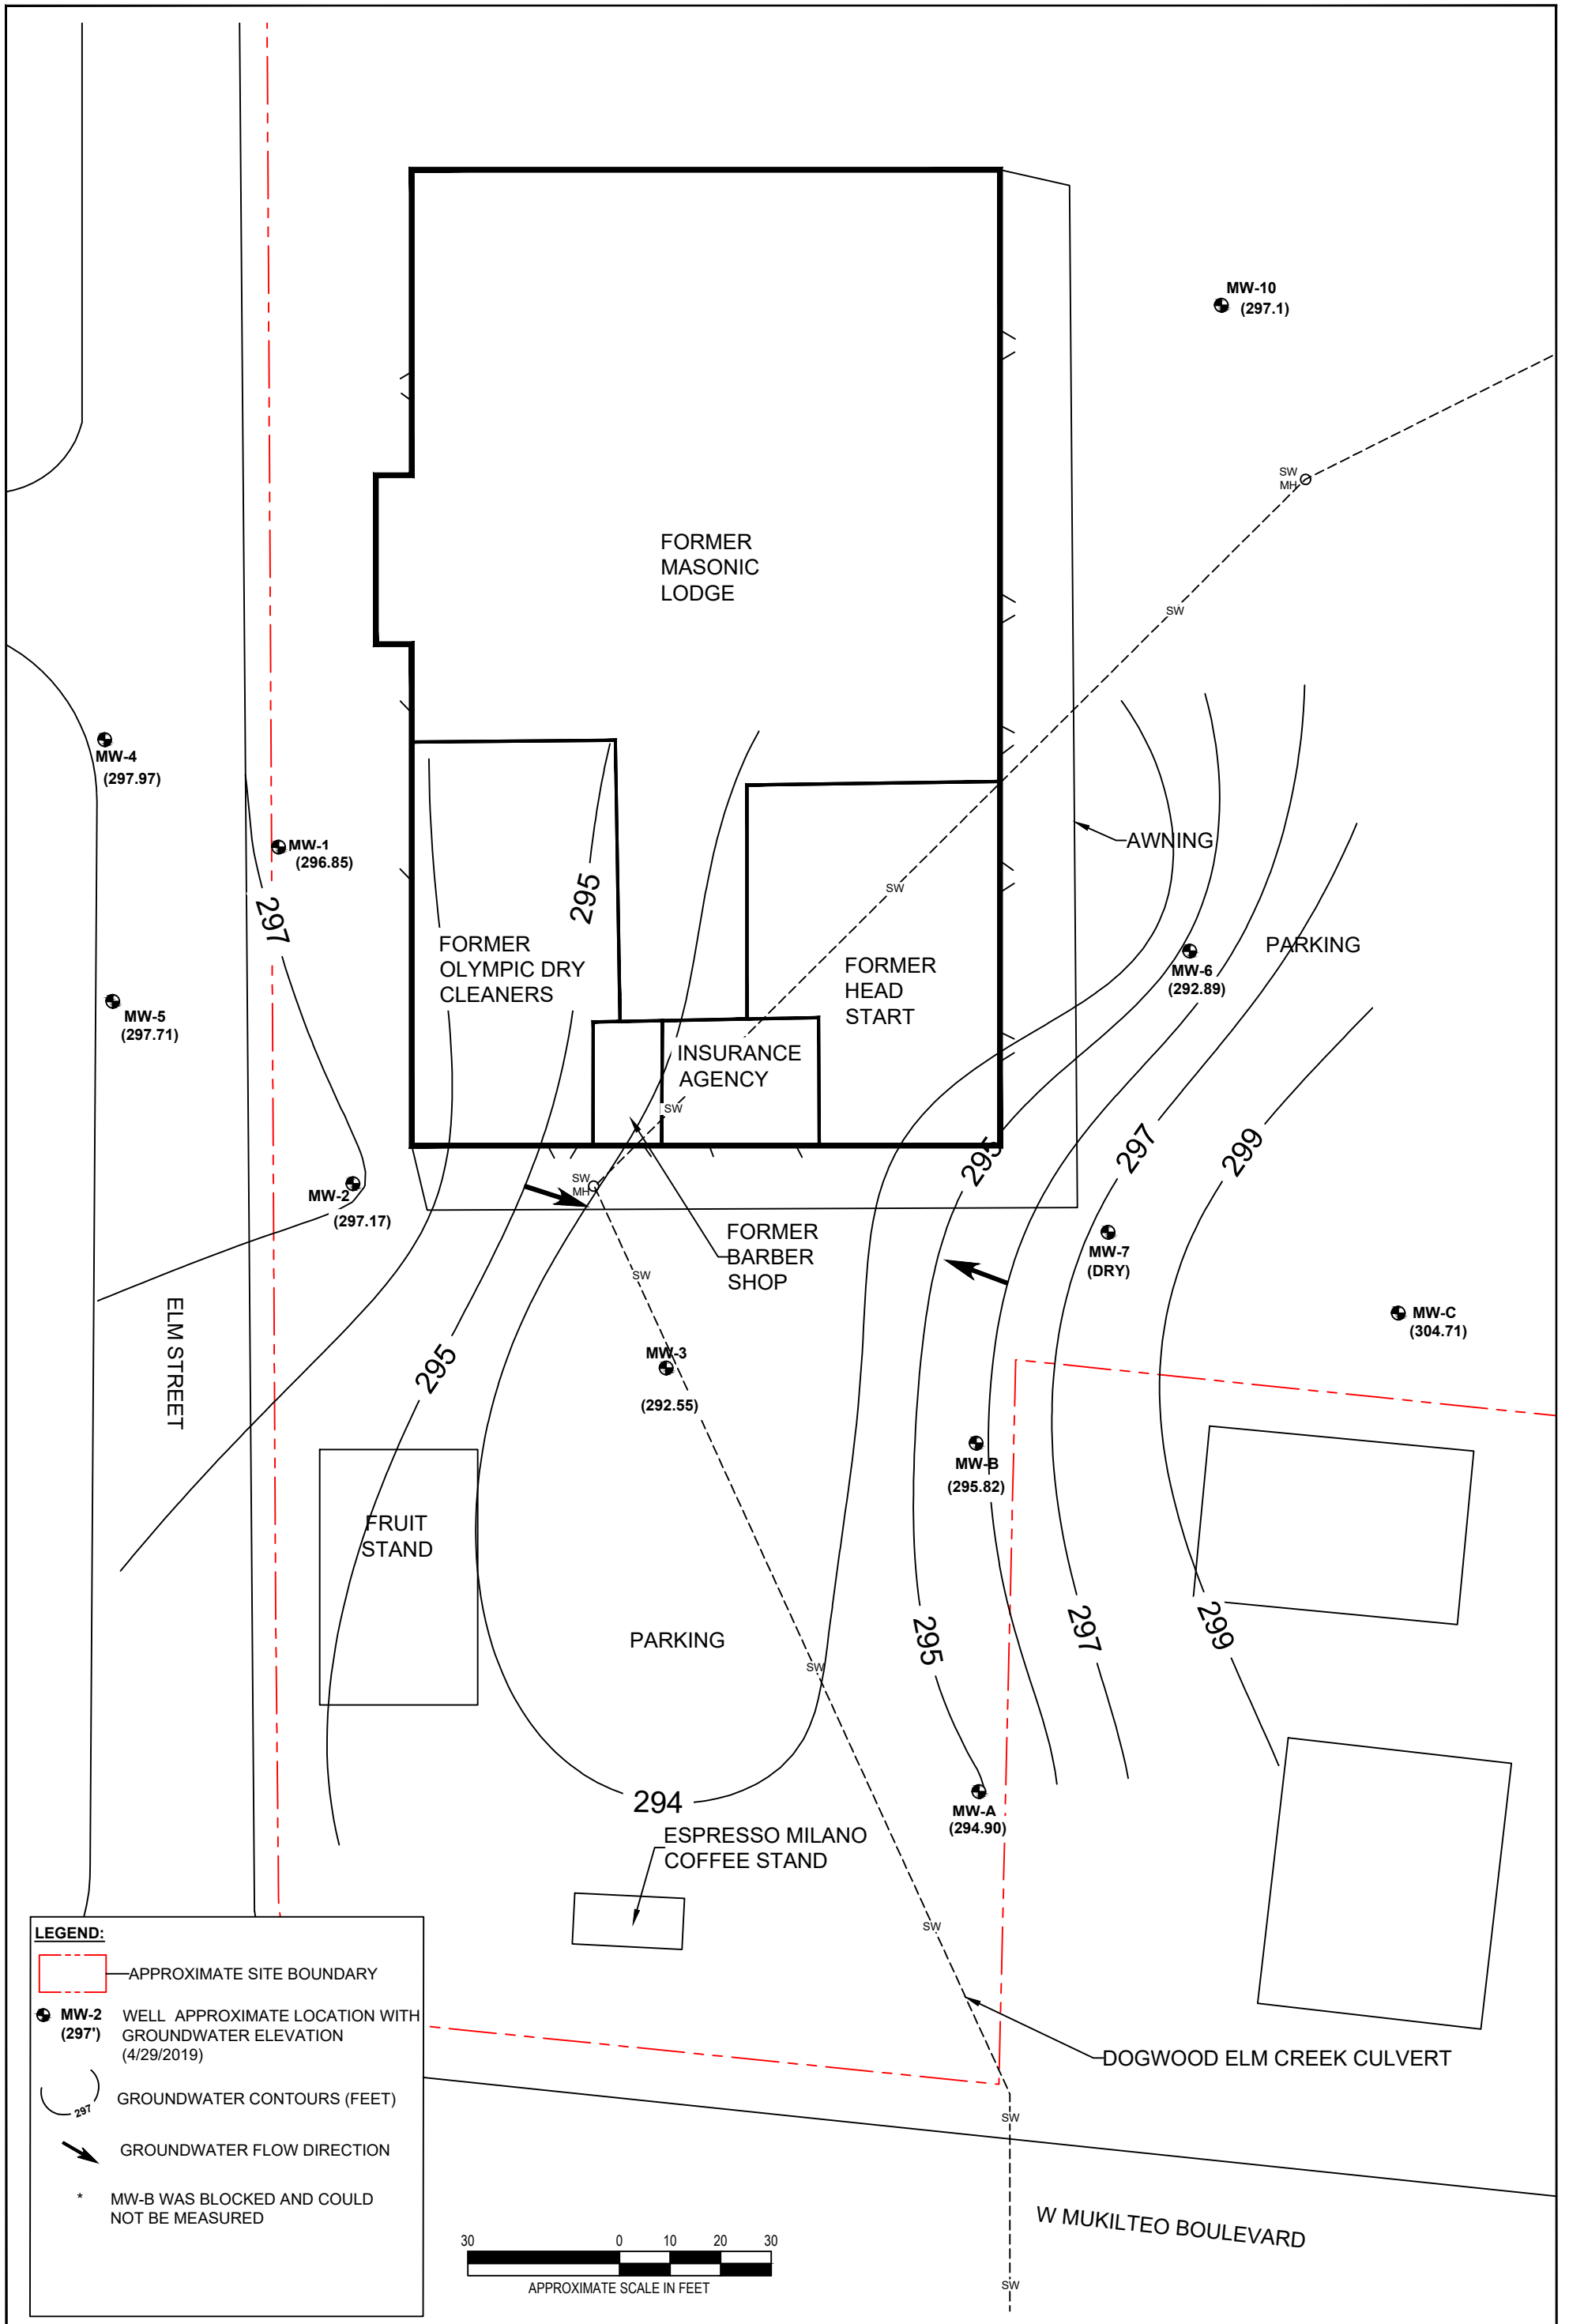 MW-10
(297.1)
SW
MH
FORMER
MASONIC
LODGE
SW
MW-4
(297.97)
MW-1
(296.85)
AWNING
295
SW
297
FORMER
OLYMPIC DRY
CLEANERS
FORMER
HEAD
START
PARKING
MW-6
(292.89)
MW-5
(297.71)
INSURANCE
AGENCY
SW
295
297
299
MW-2
(297.17)
SW
MH
FORMER
BARBER
SHOP
MW-7
(DRY)
SW
ELM STREET
MW-C
(304.71)
295
MW-3
(292.55)
MW-B
(295.82)
FRUIT
STAND
PARKING
295
297
299
SW
294
MW-A
(294.90)
ESPRESSO MILANO
COFFEE STAND
SW
LEGEND:
APPROXIMATE SITE BOUNDARY
MW-2
(297')
WELL APPROXIMATE LOCATION WITH
GROUNDWATER ELEVATION
(4/29/2019)
297
GROUNDWATER CONTOURS (FEET)
GROUNDWATER FLOW DIRECTION
* MW-B WAS BLOCKED AND COULD
NOT BE MEASURED
DOGWOOD ELM CREEK CULVERT
SW
W MUKILTEO BOULEVARD
30 0 10 20 30
APPROXIMATE SCALE IN FEET
SW